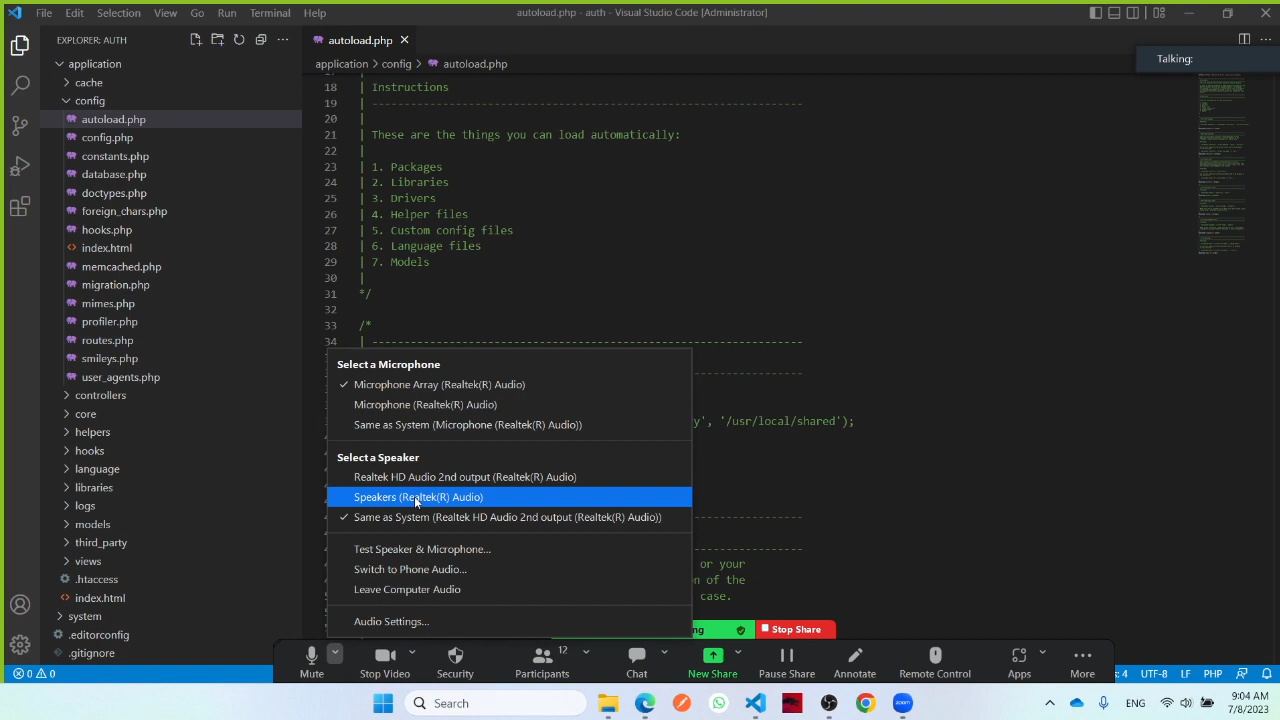 File Edit Selection View Go Run Terminal Help
autoload.php - auth - Visual Studio Code [Administrator]
EXPLORER: AUTH
application
cache
config
autoload.php
config.php
constants.php
database.php
doctypes.php
foreign_chars.php
hooks.php
index.html
memcached.php
migration.php
mimes.php
profiler.php
routes.php
smileys.php
user_agents.php
controllers
core
helpers
hooks
language
libraries
logs
models
third_party
views
.htaccess
index.html
system
.editorconfig
.gitignore
autoload.php
application > config > autoload.php
Talking:
18 | Instructions
19 | -------------------------------------------------------------------
20 |
21 | These are the things you can load automatically:
22 |
23 | 1. Packages
24 | 2. Libraries
25 | 3. Drivers
26 | 4. Helper files
27 | 5. Custom config files
28 | 6. Language files
29 | 7. Models
30 |
31 */
32
33 /*
34 | -------------------------------------------------------------------
y', '/usr/local/shared');
or your
n of the
case.
Select a Microphone
Microphone Array (Realtek(R) Audio)
Microphone (Realtek(R) Audio)
Same as System (Microphone (Realtek(R) Audio))
Select a Speaker
Realtek HD Audio 2nd output (Realtek(R) Audio)
Speakers (Realtek(R) Audio)
Same as System (Realtek HD Audio 2nd output (Realtek(R) Audio))
Test Speaker & Microphone...
Switch to Phone Audio...
Leave Computer Audio
Audio Settings...
ng Stop Share
12
Mute Stop Video Security Participants Chat New Share Pause Share Annotate Remote Control Apps More
0 0
: 4 UTF-8 LF PHP
Search
zoom
ENG
9:04 AM
7/8/2023